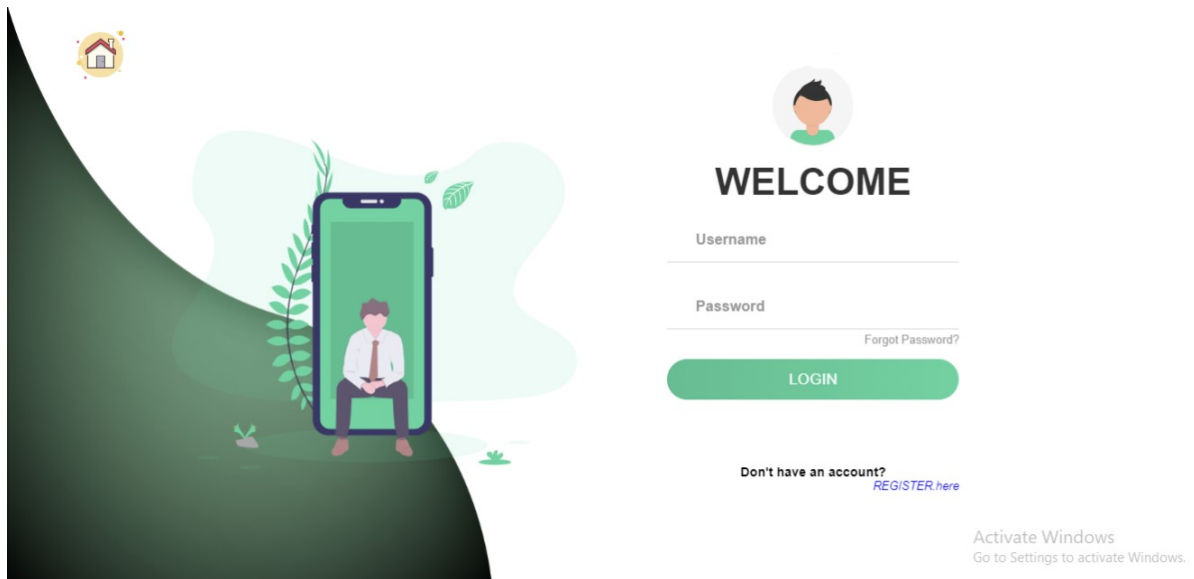 WELCOME
Username
Password
Forgot Password?
LOGIN
Don't have an account?
REGISTER.here
Activate Windows
Go to Settings to activate Windows.